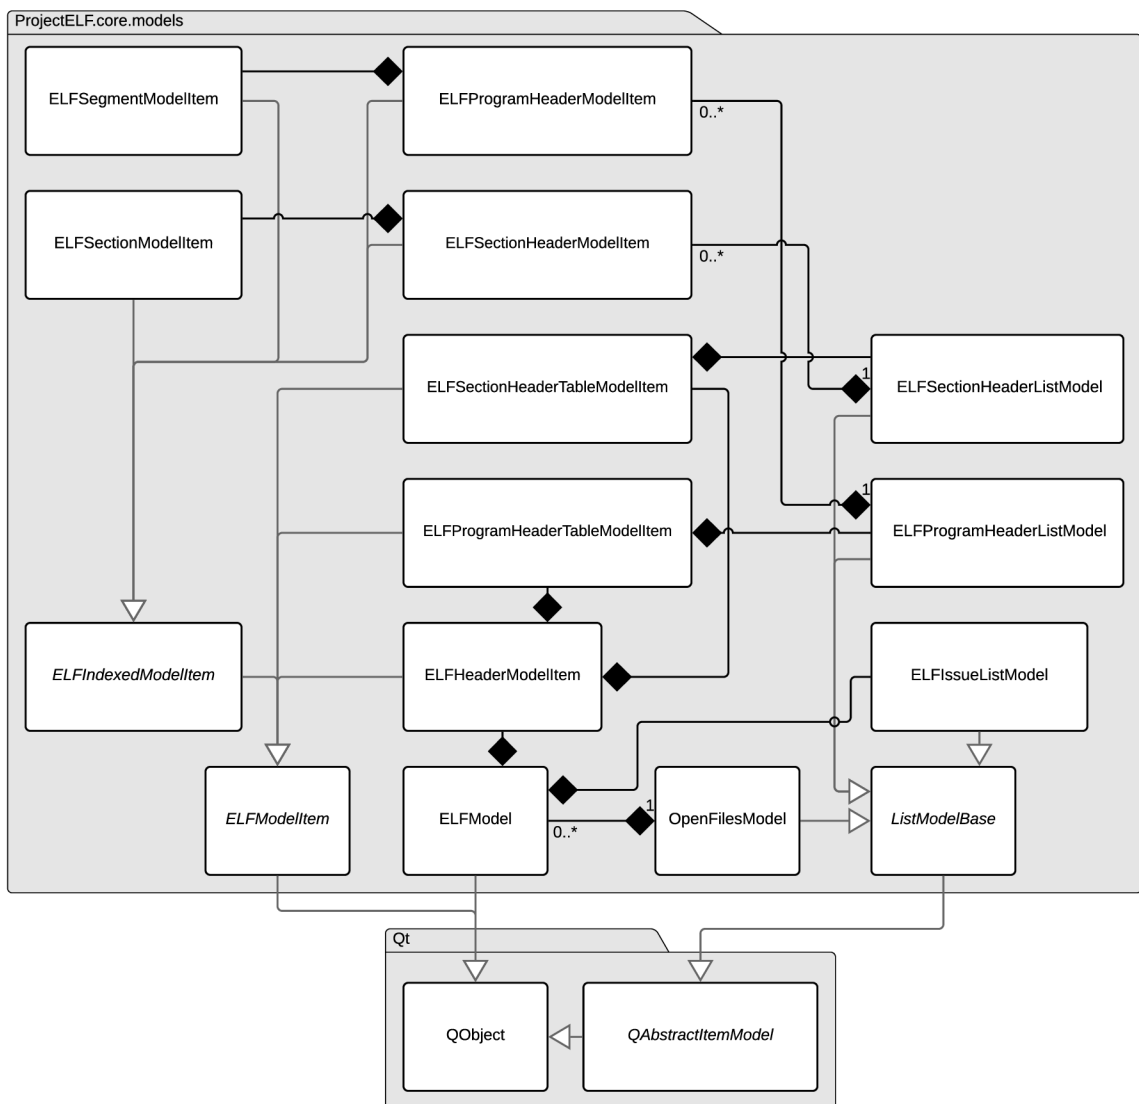 ProjectELF.core.models
ELFSegmentModelItem
ELFProgramHeaderModelItem
0..*
ELFSectionModelItem
ELFSectionHeaderModelItem
0..*
ELFSectionHeaderTableModelItem
1
ELFSectionHeaderListModel
ELFProgramHeaderTableModelItem
1
ELFProgramHeaderListModel
ELFIndexedModelItem
ELFHeaderModelItem
ELFIssueListModel
ELFModelItem
ELFModel
0..*
1
OpenFilesModel
ListModelBase
Qt
QObject
QAbstractItemModel